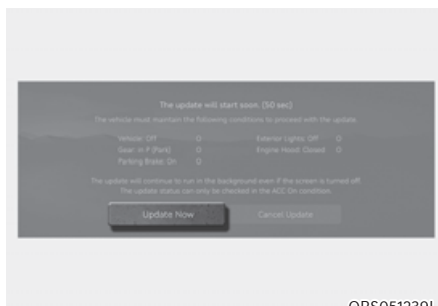 The update will start soon. (50 sec)
The vehicle must maintain the following conditions to proceed with the update.
Vehicle: Off O Exterior Lights: Off O
Gear: in P (Park) O Engine Hood: Closed O
Parking Brake: On O
The update will continue to run in the background even if the screen is turned off.
The update status can only be checked in the ACC On condition.
Update Now Cancel Update